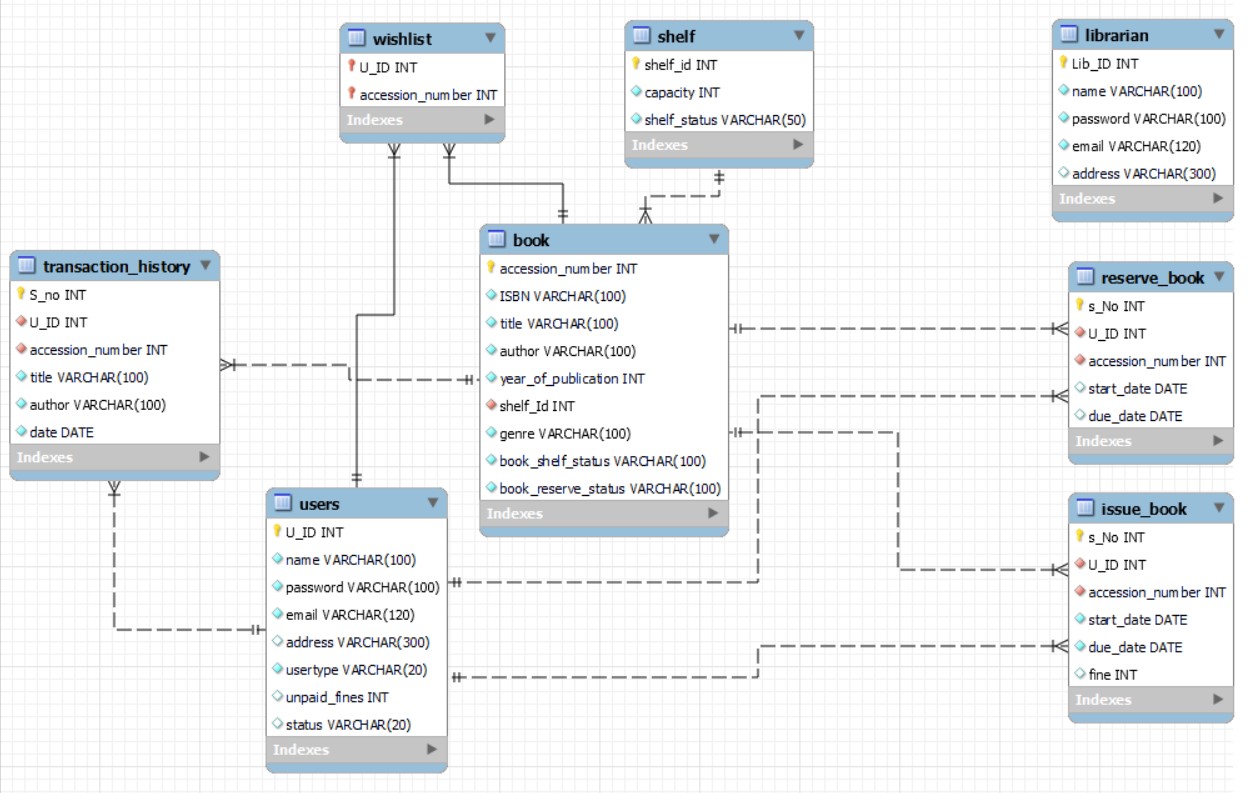 wishlist
U_ID INT
accession_number INT
Indexes
shelf
shelf_id INT
capacity INT
shelf_status VARCHAR(50)
Indexes
librarian
Lib_ID INT
name VARCHAR(100)
password VARCHAR(100)
email VARCHAR(120)
address VARCHAR(300)
Indexes
transaction_history
S_no INT
U_ID INT
accession_number INT
title VARCHAR(100)
author VARCHAR(100)
date DATE
Indexes
book
accession_number INT
ISBN VARCHAR(100)
title VARCHAR(100)
author VARCHAR(100)
year_of_publication INT
shelf_Id INT
genre VARCHAR(100)
book_shelf_status VARCHAR(100)
book_reserve_status VARCHAR(100)
Indexes
reserve_book
s_No INT
U_ID INT
accession_number INT
start_date DATE
due_date DATE
Indexes
users
U_ID INT
name VARCHAR(100)
password VARCHAR(100)
email VARCHAR(120)
address VARCHAR(300)
usertype VARCHAR(20)
unpaid_fines INT
status VARCHAR(20)
Indexes
issue_book
s_No INT
U_ID INT
accession_number INT
start_date DATE
due_date DATE
fine INT
Indexes